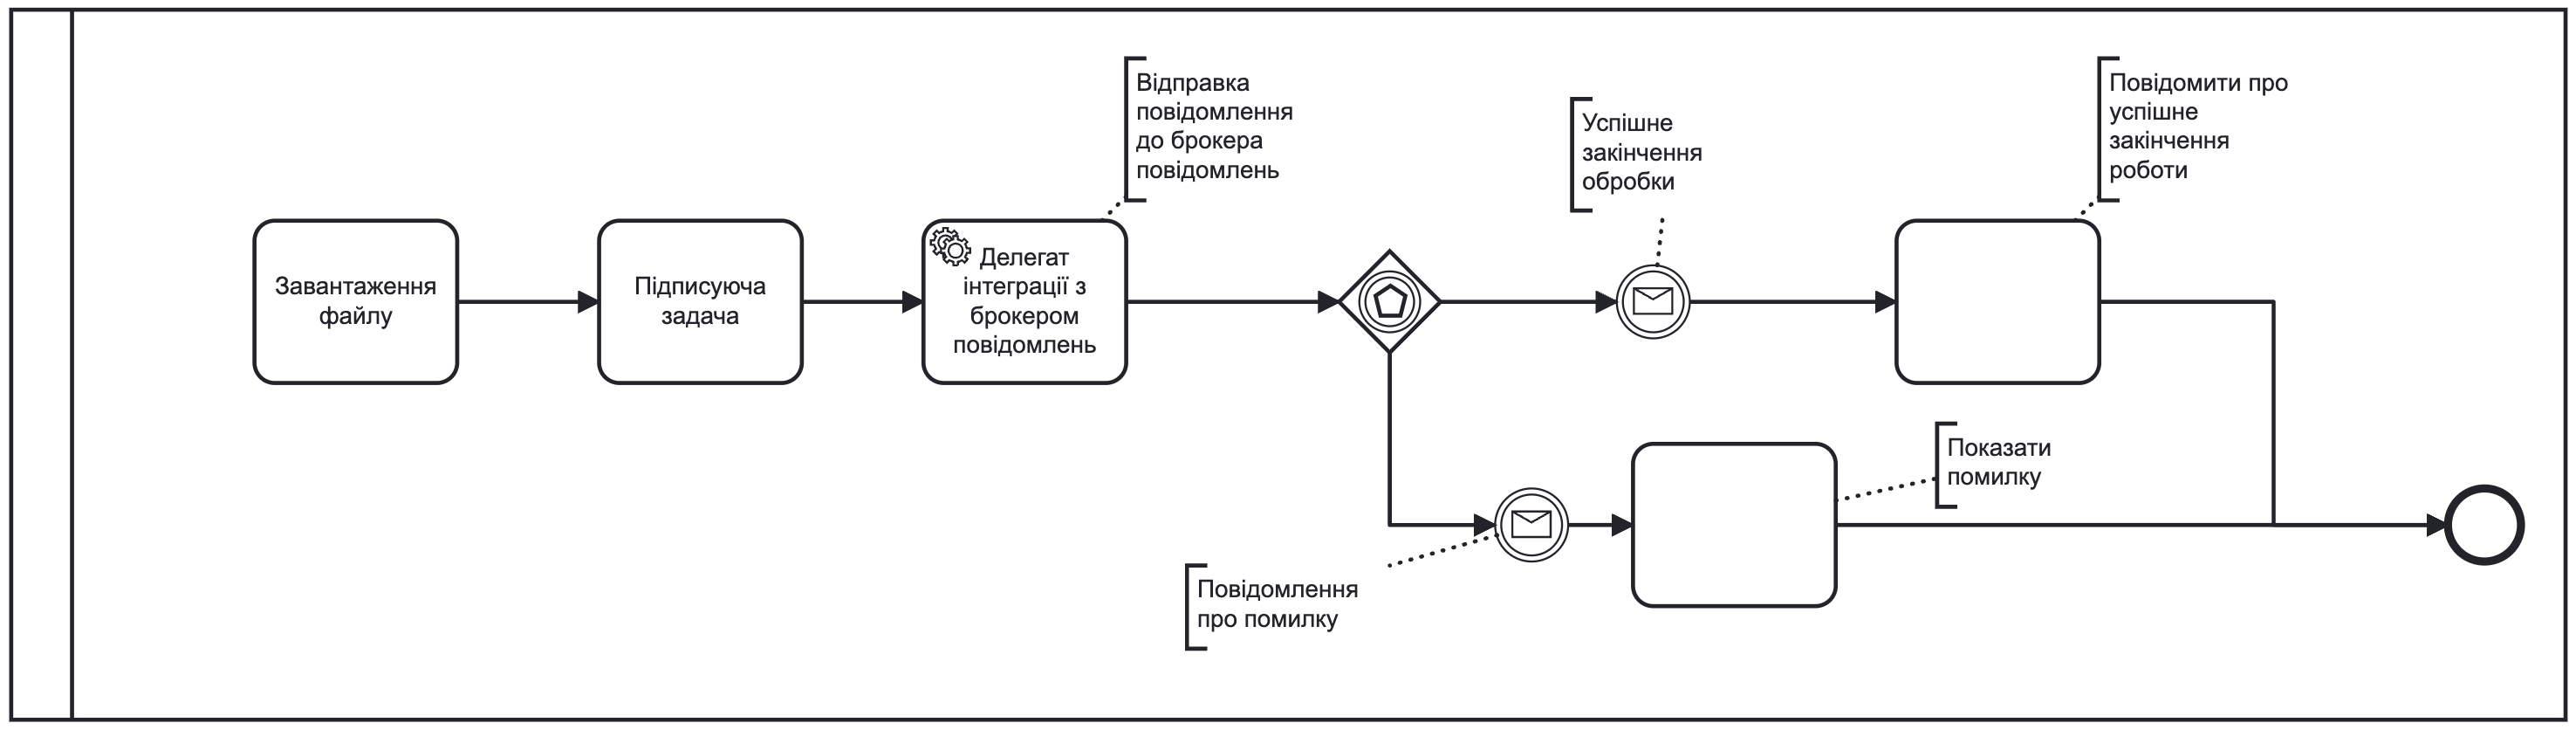 Завантаження
файлу
Підписуюча
задача
Відправка
повідомлення
до брокера
повідомлень
Делегат
інтеграції з
брокером
повідомлень
Успішне
закінчення
обробки
Повідомити про
успішне
закінчення
роботи
Повідомлення
про помилку
Показати
помилку